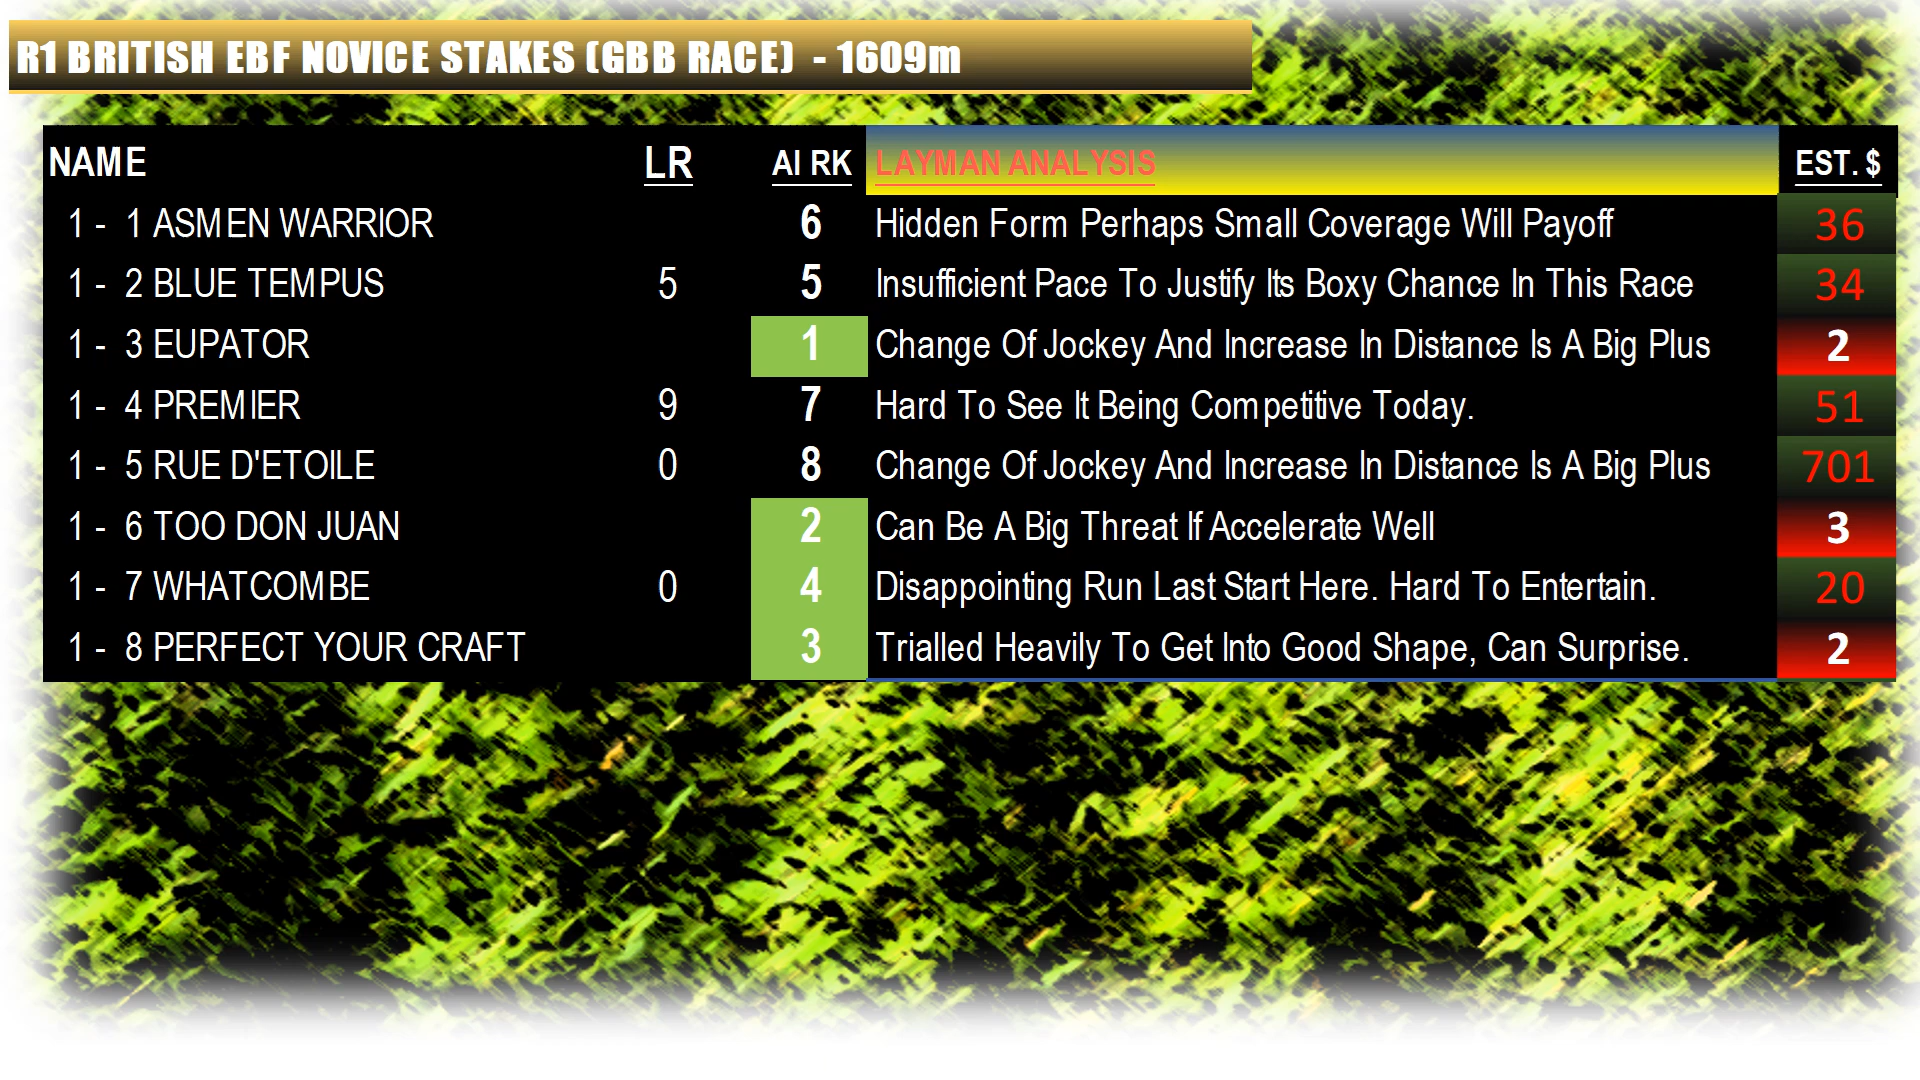 R1 BRITISH EBF NOVICE STAKES (GBB RACE) - 1609m
NAME LR AI RK LAYMAN ANALYSIS EST. $
1 - 1 ASMEN WARRIOR 6 Hidden Form Perhaps Small Coverage Will Payoff 36
1 - 2 BLUE TEMPUS 5 5 Insufficient Pace To Justify Its Boxy Chance In This Race 34
1 - 3 EUPATOR 1 Change Of Jockey And Increase In Distance Is A Big Plus 2
1 - 4 PREMIER 9 7 Hard To See It Being Competitive Today. 51
1 - 5 RUE D'ETOILE 0 8 Change Of Jockey And Increase In Distance Is A Big Plus 701
1 - 6 TOO DON JUAN 2 Can Be A Big Threat If Accelerate Well 3
1 - 7 WHATCOMBE 0 4 Disappointing Run Last Start Here. Hard To Entertain. 20
1 - 8 PERFECT YOUR CRAFT 3 Trialled Heavily To Get Into Good Shape, Can Surprise. 2